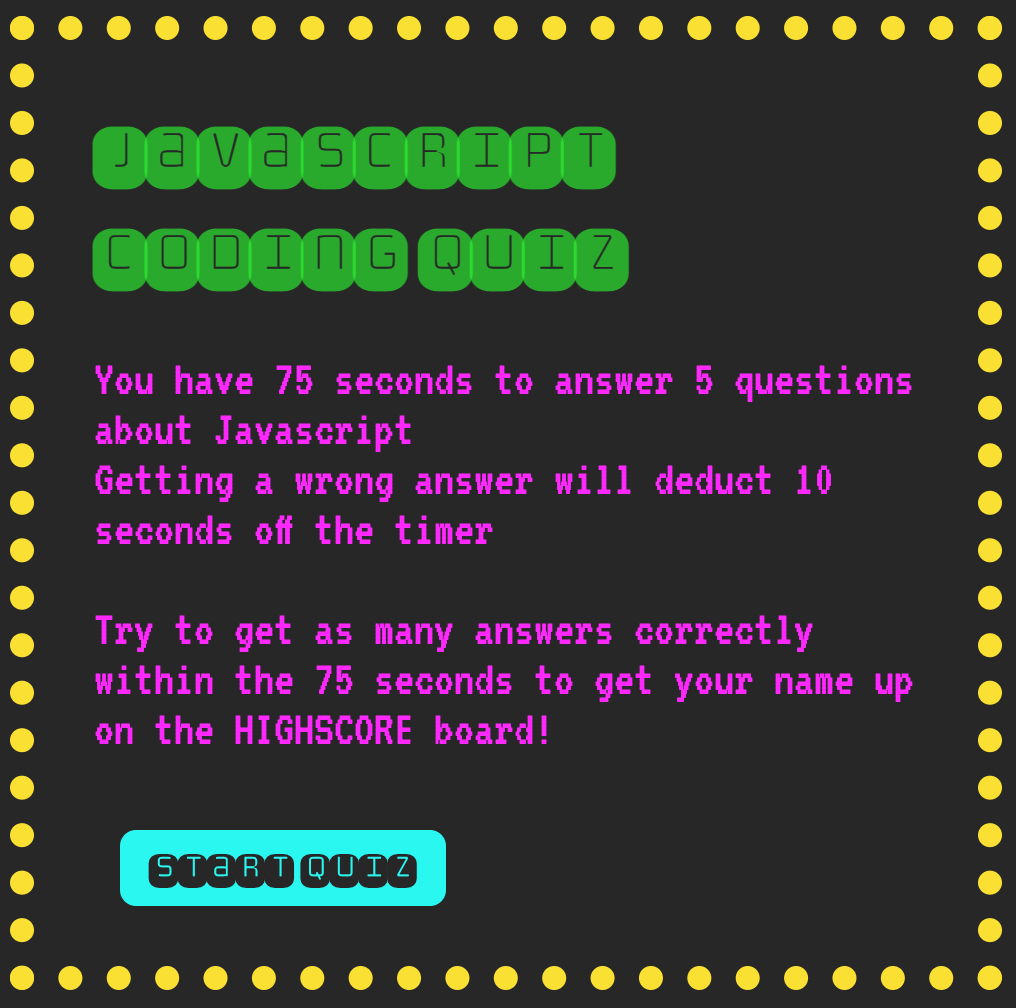 JavaSCRIPT
CODING QUIZ
You have 75 seconds to answer 5 questions
about Javascript
Getting a wrong answer will deduct 10
seconds off the timer
Try to get as many answers correctly
within the 75 seconds to get your name up
on the HIGHSCORE board!
STaRT QUIZ